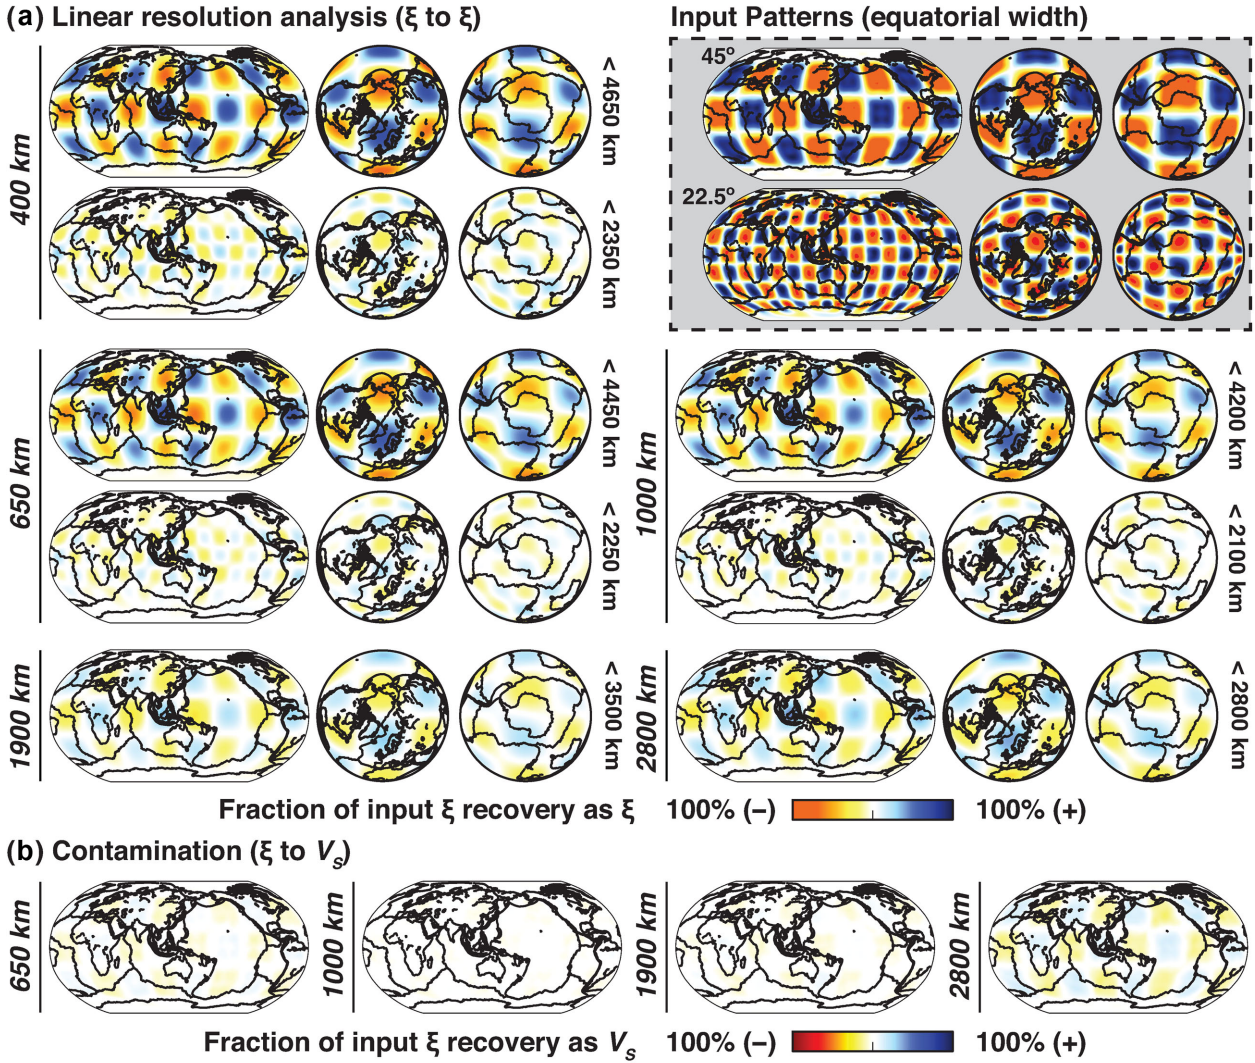 (a) Linear resolution analysis (ξ to ξ)
Input Patterns (equatorial width)
400 km
< 4650 km
< 2350 km
45°
22.5°
650 km
< 4450 km
< 2250 km
1000 km
< 4200 km
< 2100 km
1900 km
< 3500 km
2800 km
< 2800 km
Fraction of input ξ recovery as ξ 100% (–) 100% (+)
(b) Contamination (ξ to Vs)
650 km
1000 km
1900 km
2800 km
Fraction of input ξ recovery as Vs 100% (–) 100% (+)